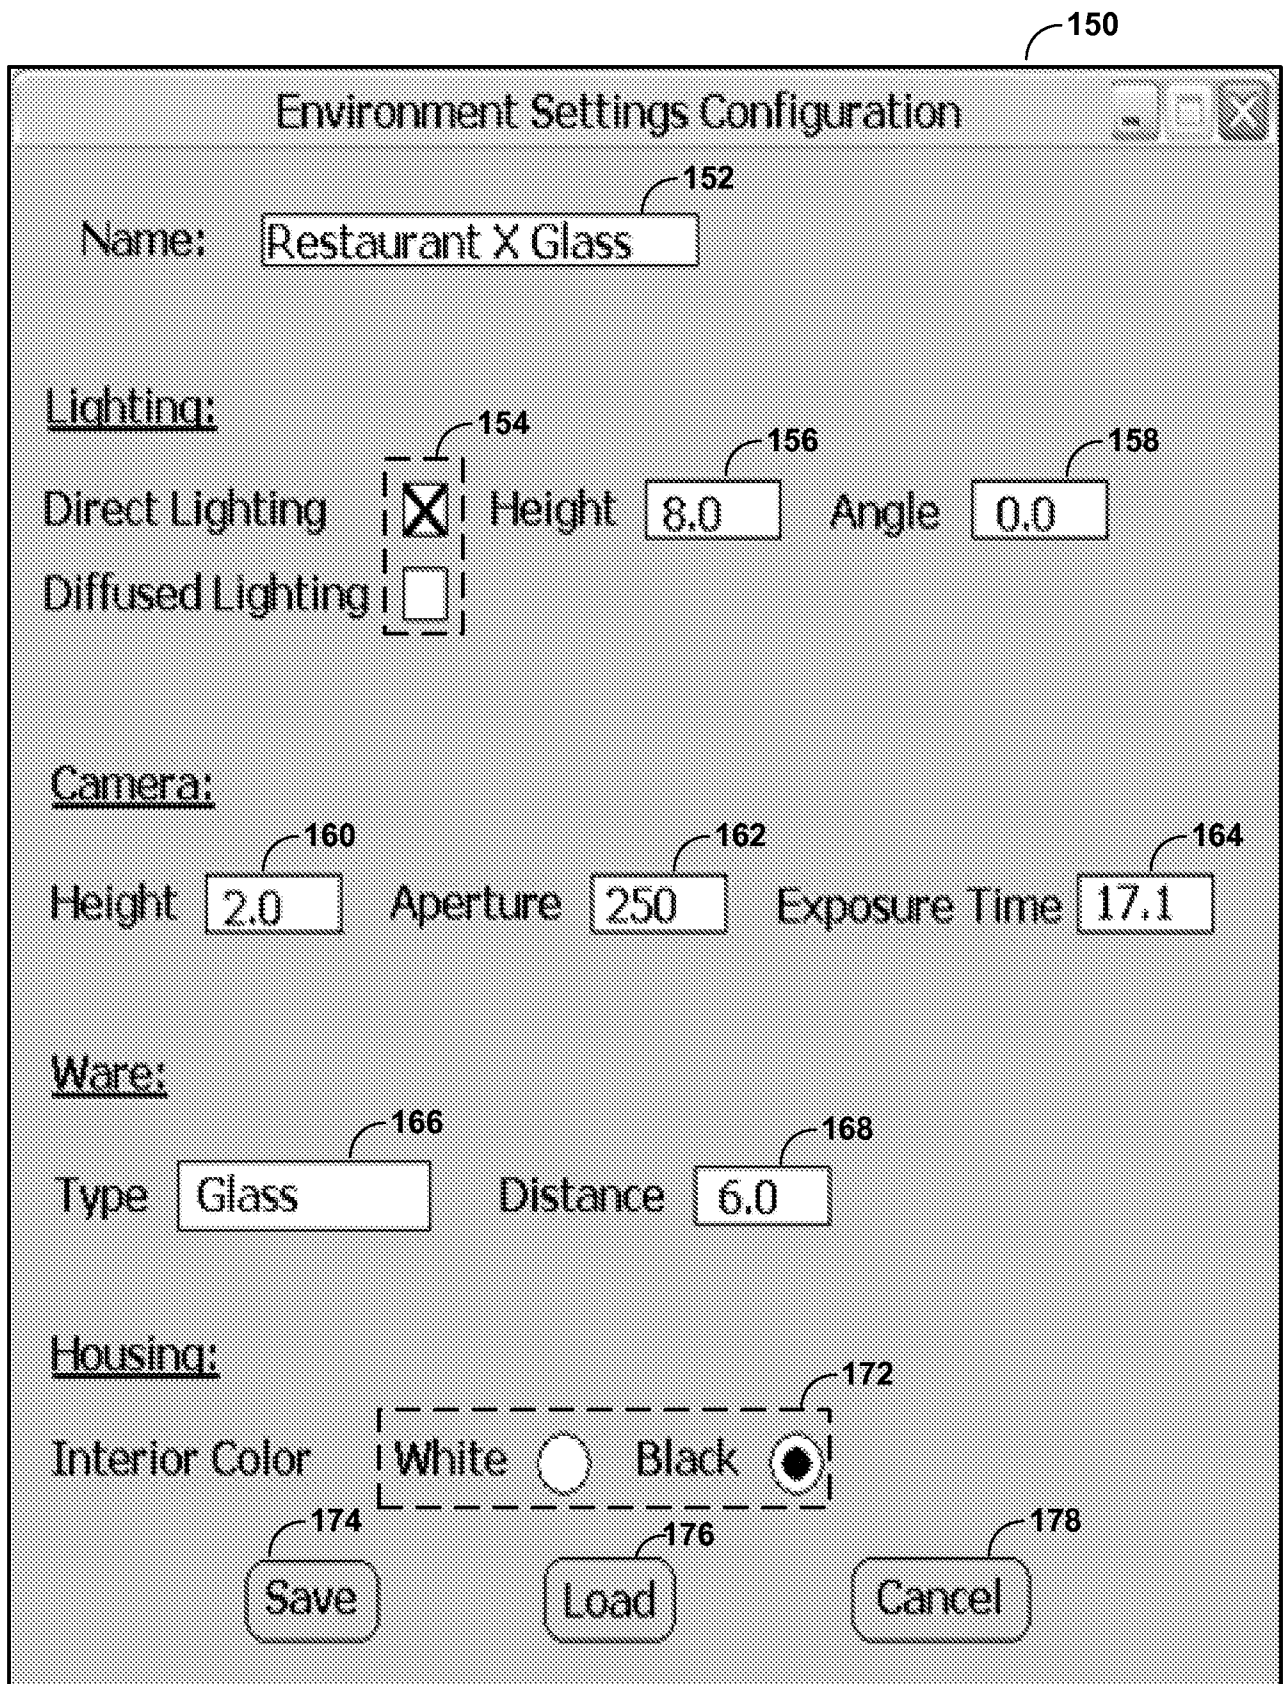 150
Environment Settings Configuration
152
Name: Restaurant X Glass
Lighting:
154 156 158
Direct Lighting Height 8.0 Angle 0.0
Diffused Lighting
Camera:
160 162 164
Height 2.0 Aperture 250 Exposure Time 17.1
Ware:
166 168
Type Glass Distance 6.0
Housing:
172
Interior Color White Black
174 176 178
Save Load Cancel